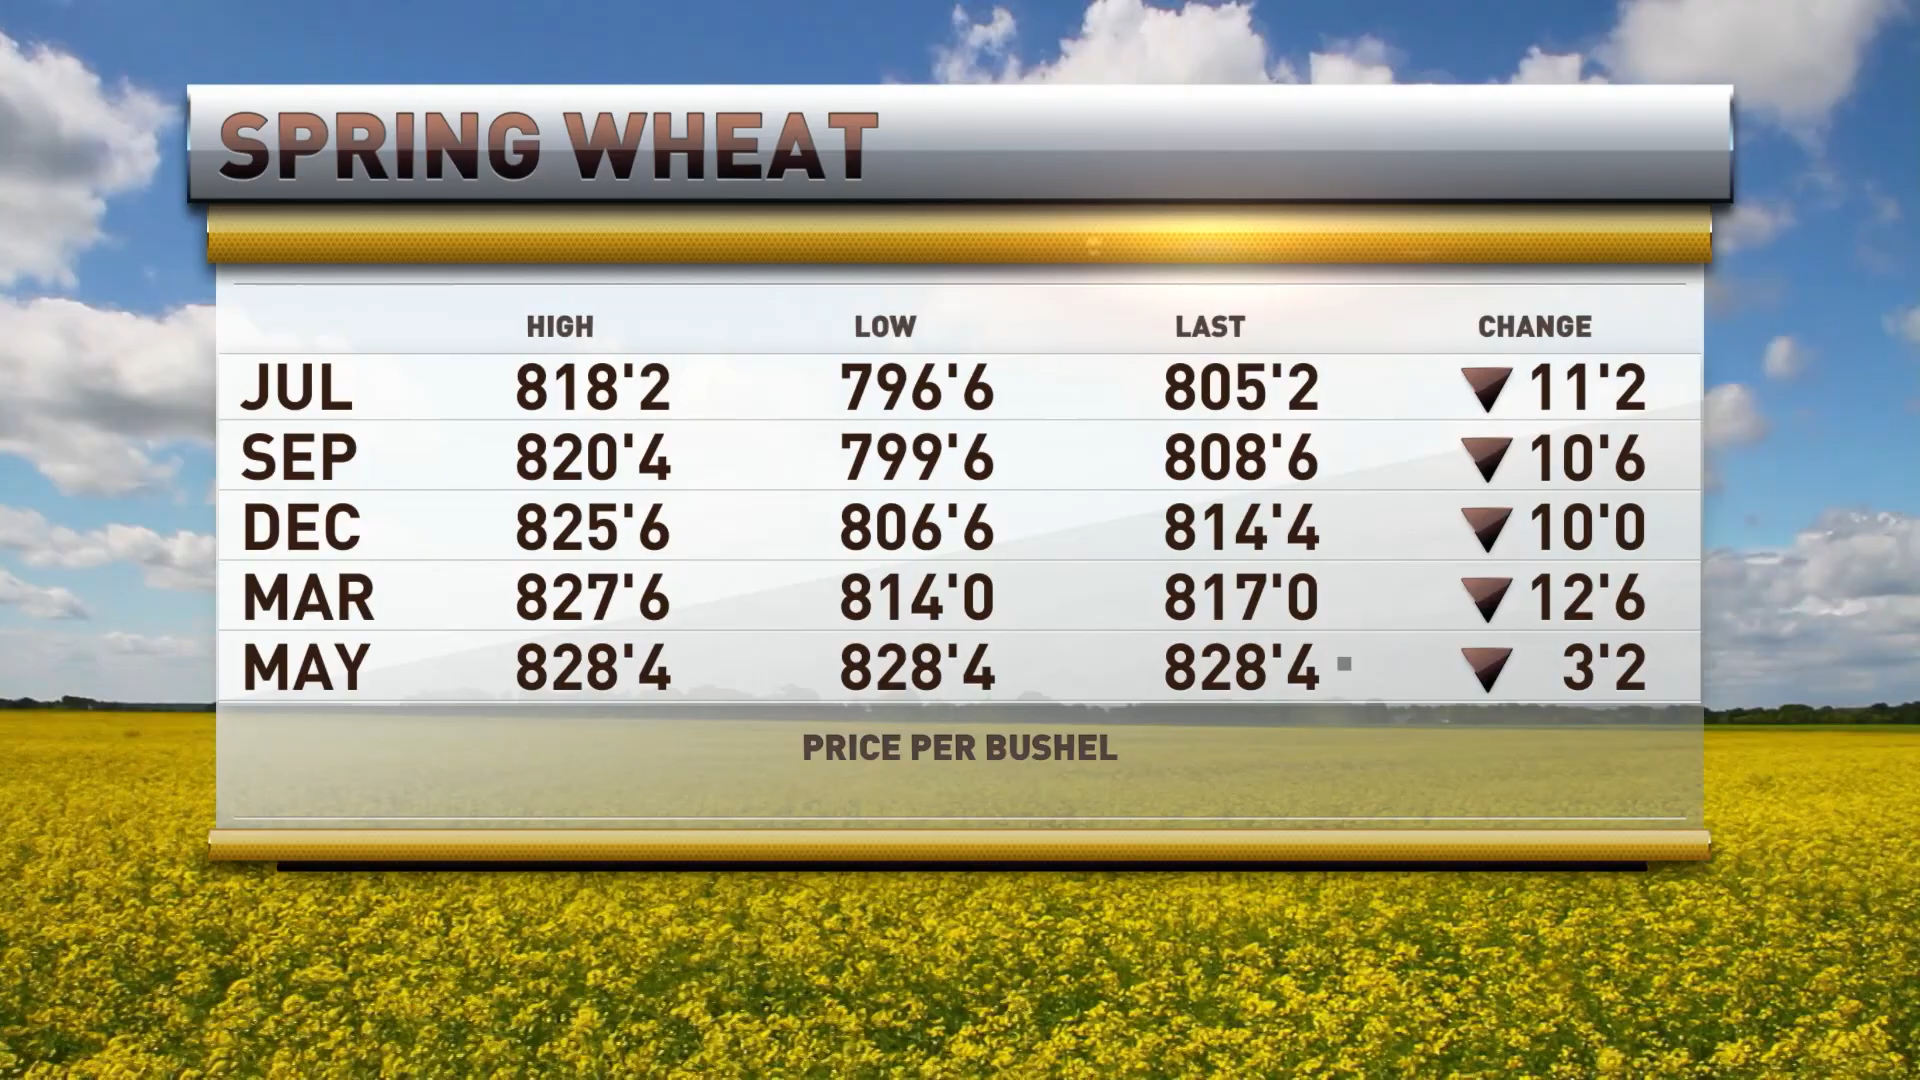 SPRING WHEAT
HIGH LOW LAST CHANGE
JUL 818'2 796'6 805'2 ▼ 11'2
SEP 820'4 799'6 808'6 ▼ 10'6
DEC 825'6 806'6 814'4 ▼ 10'0
MAR 827'6 814'0 817'0 ▼ 12'6
MAY 828'4 828'4 828'4 ▼ 3'2
PRICE PER BUSHEL